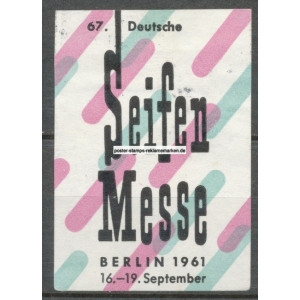 67. Deutsche
Seifen
poster-stamps-reklamemarken.de
Messe
BERLIN 1961
16.–19. September